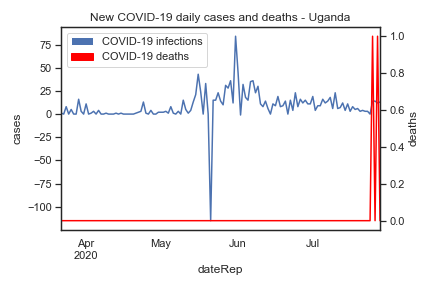 New COVID-19 daily cases and deaths - Uganda
COVID-19 infections
COVID-19 deaths
75
50
25
0
−25
−50
−75
−100
cases
1.0
0.8
0.6
0.4
0.2
0.0
deaths
Apr
2020
May
Jun
Jul
dateRep